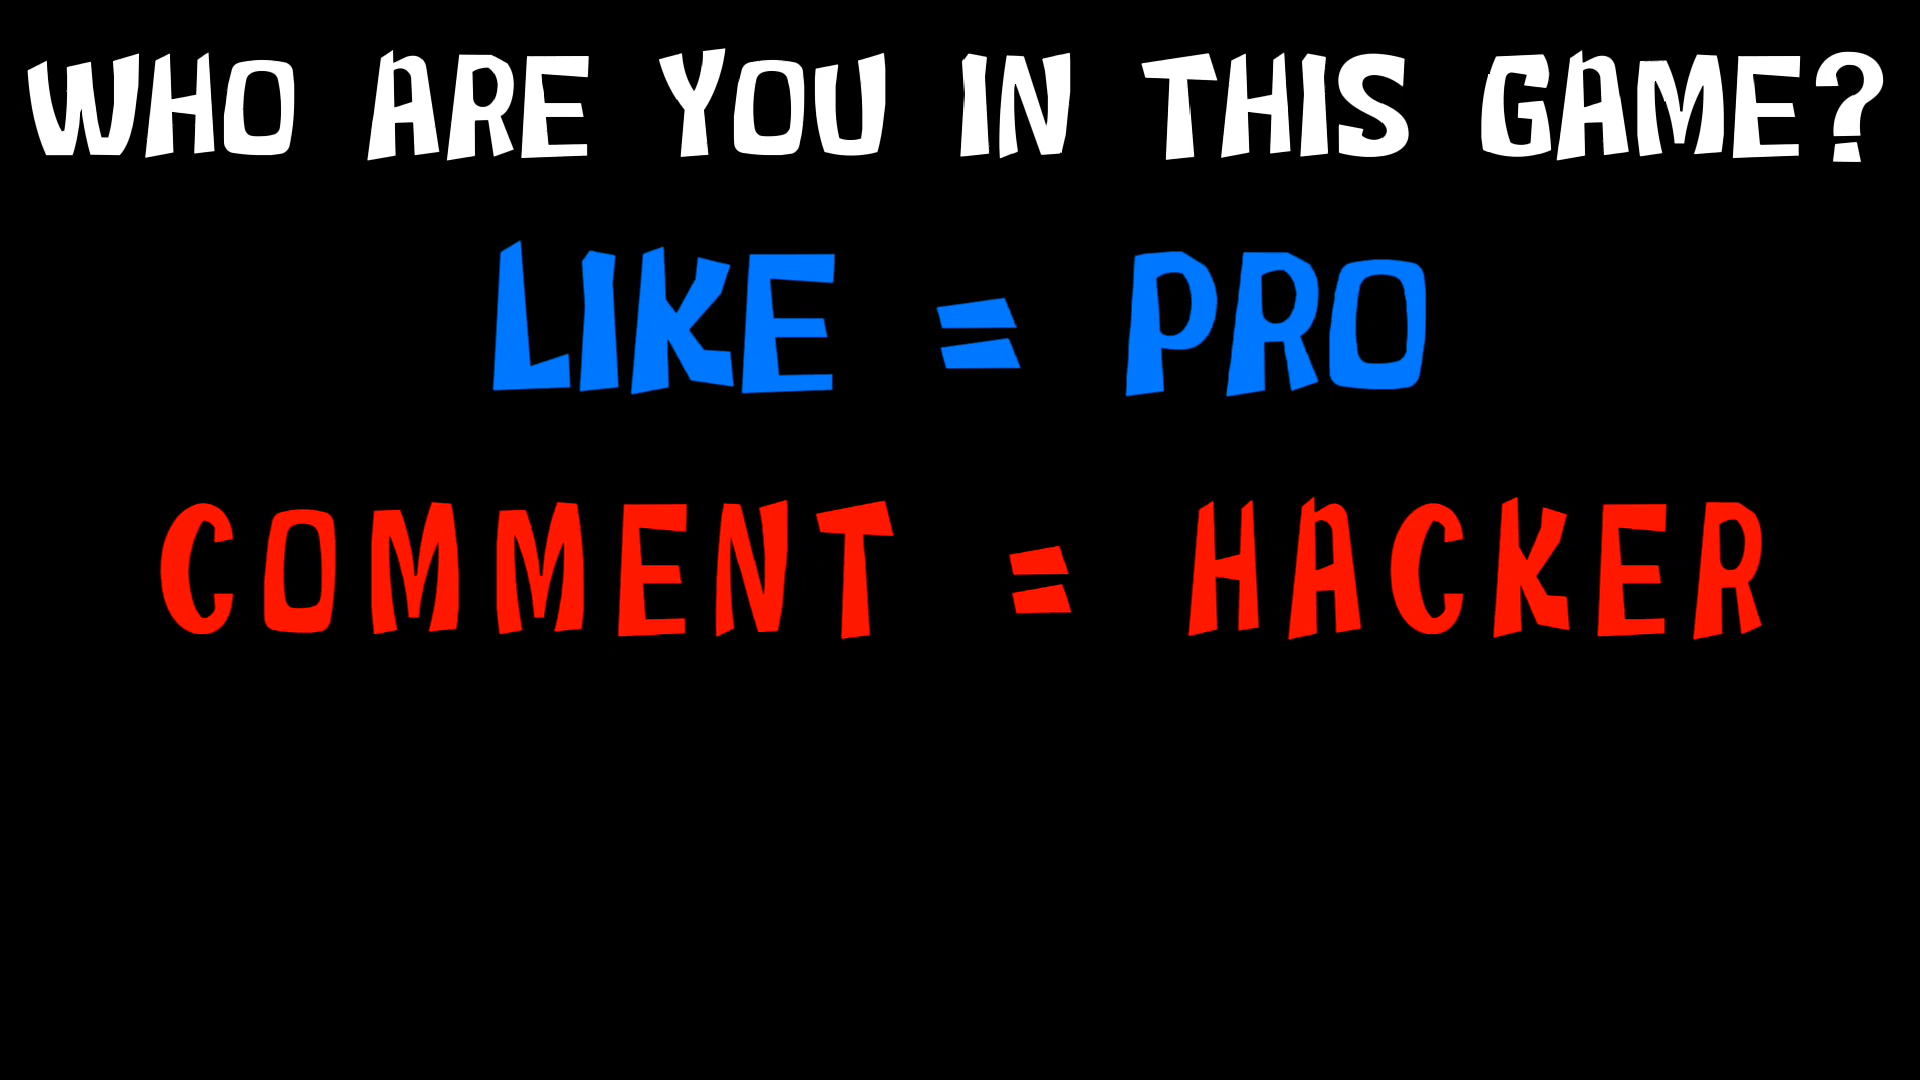 WHO ARE YOU IN THIS GAME?
LIKE = PRO
COMMENT = HACKER